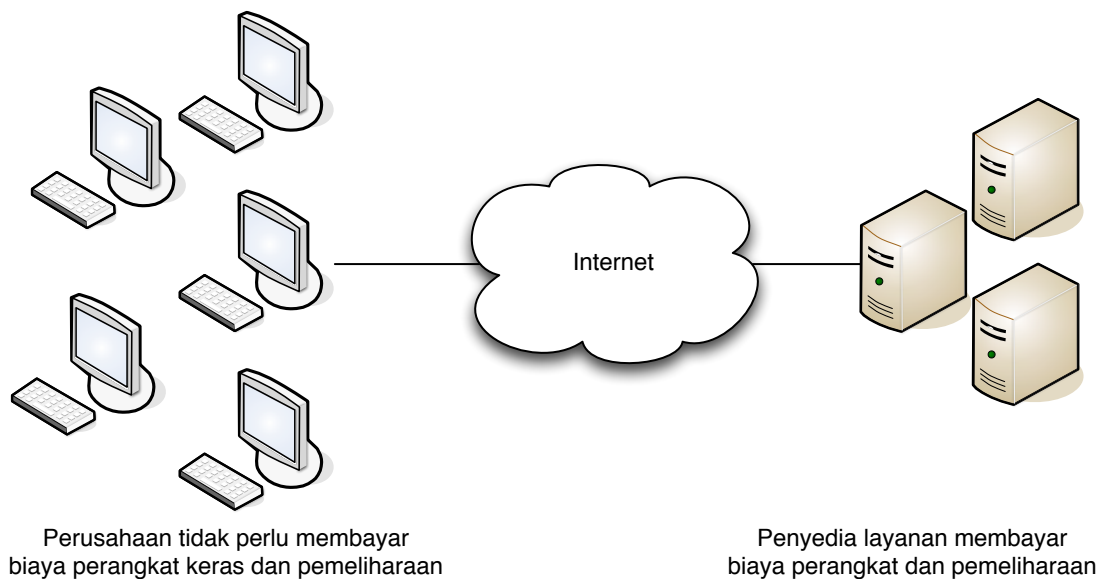 Internet
Perusahaan tidak perlu membayar
biaya perangkat keras dan pemeliharaan
Penyedia layanan membayar
biaya perangkat dan pemeliharaan